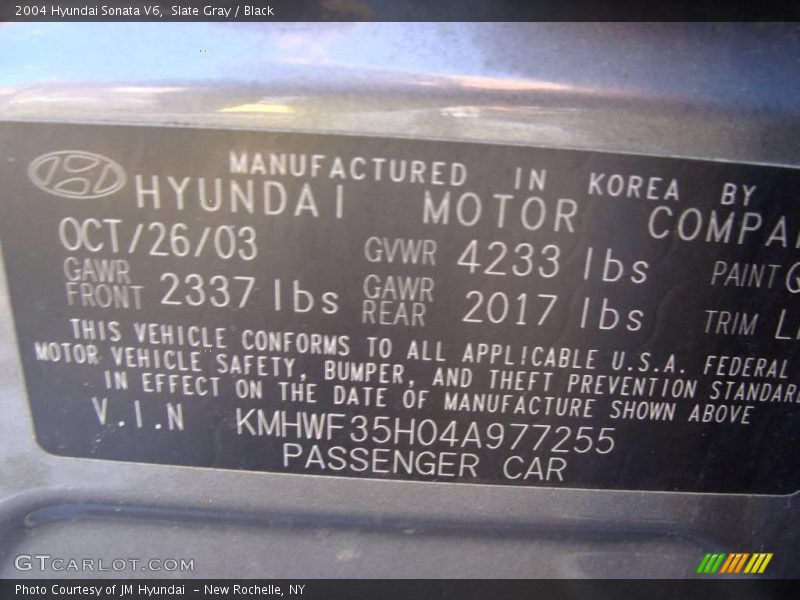 2004 Hyundai Sonata V6,  Slate Gray / Black
MANUFACTURED IN KOREA BY
HYUNDAI MOTOR
OCT/26/03 GVWR 4233 lbs PAINT
GAWR FRONT 2337 lbs GAWR REAR 2017 lbs TRIM
THIS VEHICLE CONFORMS TO ALL APPLICABLE U.S.A. FEDERAL
MOTOR VEHICLE SAFETY, BUMPER, AND THEFT PREVENTION
IN EFFECT ON THE DATE OF MANUFACTURE SHOWN ABOVE
V.I.N KMHWF35H04A977255
PASSENGER CAR
GTCARLOT.COM
Photo Courtesy of JM Hyundai  - New Rochelle, NY